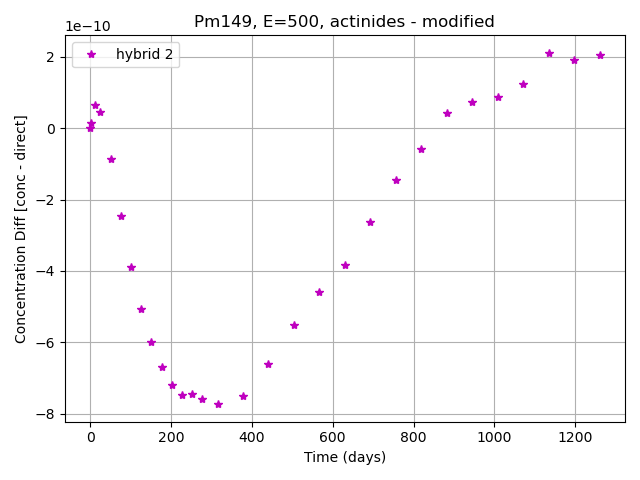 Pm149, E=500, actinides - modified
1e−10
hybrid 2
2
0
−2
−4
−6
−8
Concentration Diff [conc - direct]
0 200 400 600 800 1000 1200
Time (days)